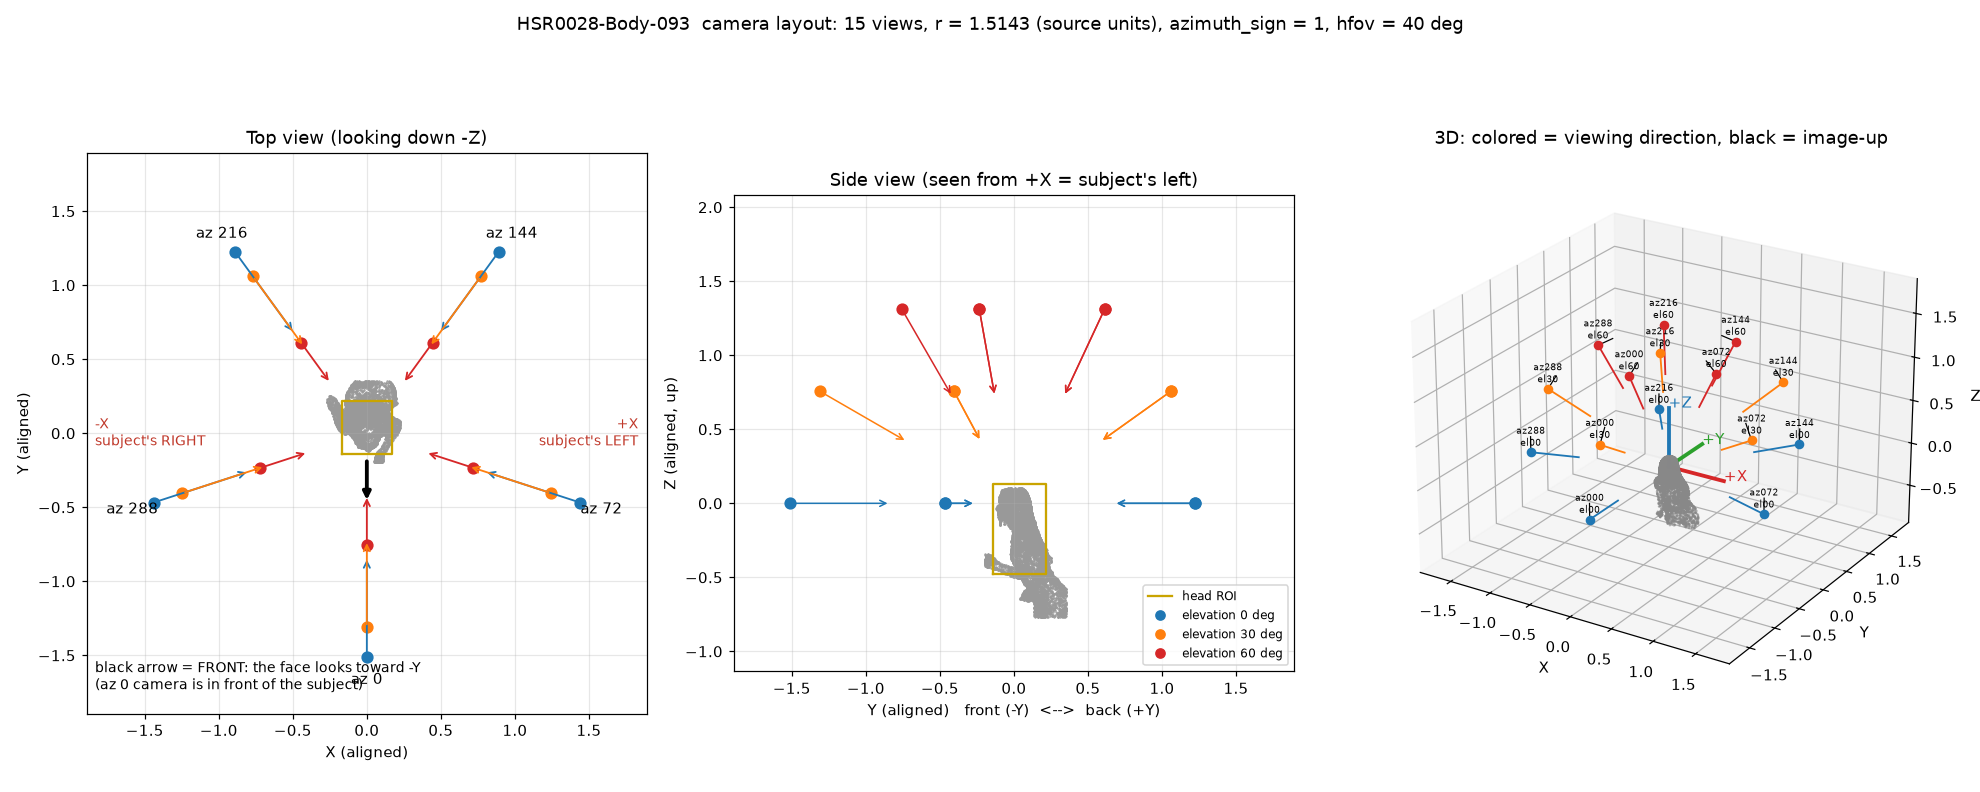 HSR0028-Body-093  camera layout: 15 views, r = 1.5143 (source units), azimuth_sign = 1, hfov = 40 deg
Top view (looking down -Z)
az 216
az 144
-X
subject's RIGHT
+X
subject's LEFT
az 288
az 72
black arrow = FRONT: the face looks toward -Y
(az 0 camera is in front of the subject)
az 0
1.5
1.0
0.5
0.0
−0.5
−1.0
−1.5
Y (aligned)
−1.5
−1.0
−0.5
0.0
0.5
1.0
1.5
X (aligned)
Side view (seen from +X = subject's left)
2.0
1.5
1.0
0.5
0.0
−0.5
−1.0
Z (aligned, up)
head ROI
elevation 0 deg
elevation 30 deg
elevation 60 deg
−1.5
−1.0
−0.5
0.0
0.5
1.0
1.5
Y (aligned)   front (-Y)  <-->  back (+Y)
3D: colored = viewing direction, black = image-up
az216
el60
az288
el60
az216
el30
az144
el60
az000
el60
az072
el60
az288
el30
az144
el30
az216
el00
+Z
az288
el00
az000
el30
az072
el30
az144
el00
+Y
+X
az000
el00
az072
el00
1.5
1.0
0.5
0.0
−0.5
Z
−1.5
−1.0
−0.5
0.0
0.5
1.0
1.5
X
−1.5
−1.0
−0.5
0.0
0.5
1.0
1.5
Y